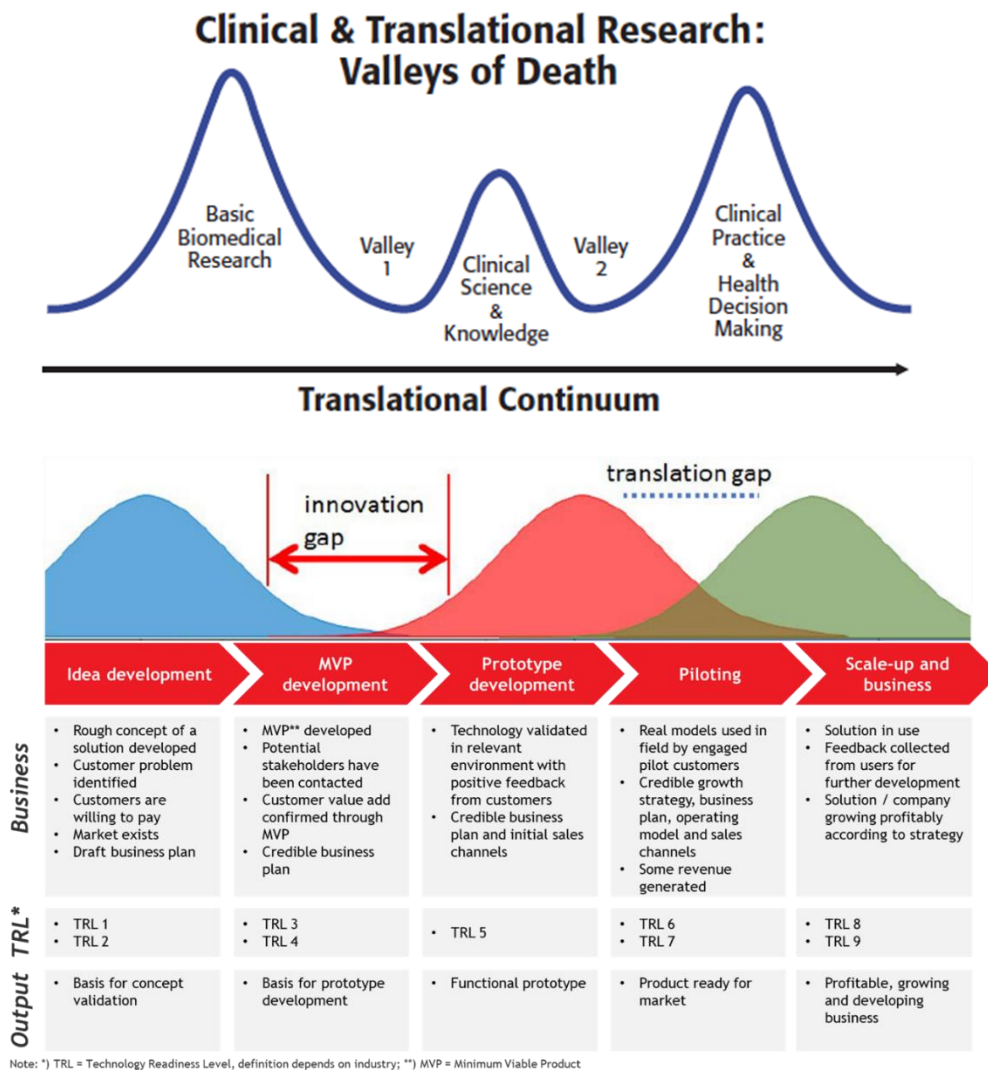 Clinical & Translational Research:
Valleys of Death
Basic
Biomedical
Research
Valley
1
Clinical
Science
&
Knowledge
Valley
2
Clinical
Practice
&
Health
Decision
Making
Translational Continuum
innovation
gap
translation gap
Idea development
MVP
development
Prototype
development
Piloting
Scale-up and
business
Business
• Rough concept of a
solution developed
• Customer problem
identified
• Customers are
willing to pay
• Market exists
• Draft business plan
• MVP** developed
• Potential
stakeholders have
been contacted
• Customer value add
confirmed through
MVP
• Credible business
plan
• Technology validated
in relevant
environment with
positive feedback
from customers
• Credible business
plan and initial sales
channels
• Real models used in
field by engaged
pilot customers
• Credible growth
strategy, business
plan, operating
model and sales
channels
• Some revenue
generated
• Solution in use
• Feedback collected
from users for
further development
• Solution / company
growing profitably
according to strategy
TRL*
• TRL 1
• TRL 2
• TRL 3
• TRL 4
• TRL 5
• TRL 6
• TRL 7
• TRL 8
• TRL 9
Output
• Basis for concept
validation
• Basis for prototype
development
• Functional prototype
• Product ready for
market
• Profitable, growing
and developing
business
Note: *) TRL = Technology Readiness Level, definition depends on industry; **) MVP = Minimum Viable Product